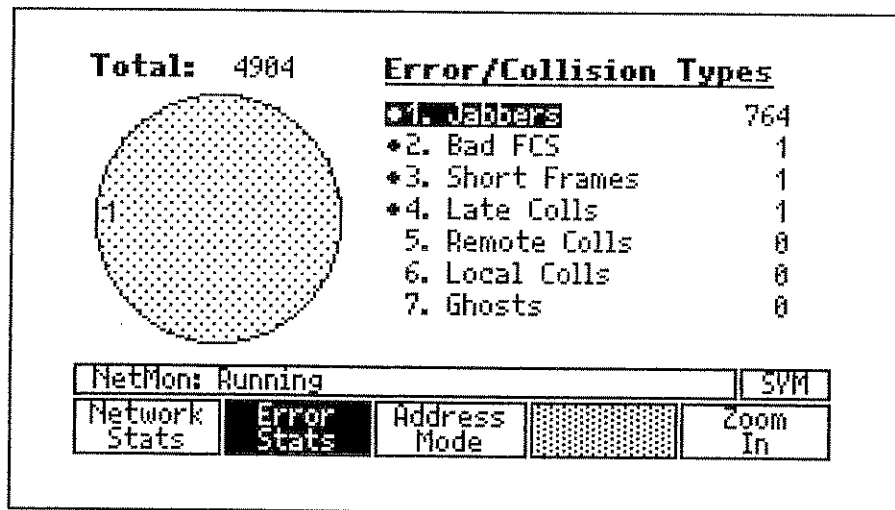 Total: 4904
Error/Collision Types
•1. Jabbers 764
•2. Bad FCS 1
•3. Short Frames 1
•4. Late Colls 1
5. Remote Colls 0
6. Local Colls 0
7. Ghosts 0
1
NetMon: Running
SYM
Network Stats
Error Stats
Address Mode
Zoom In